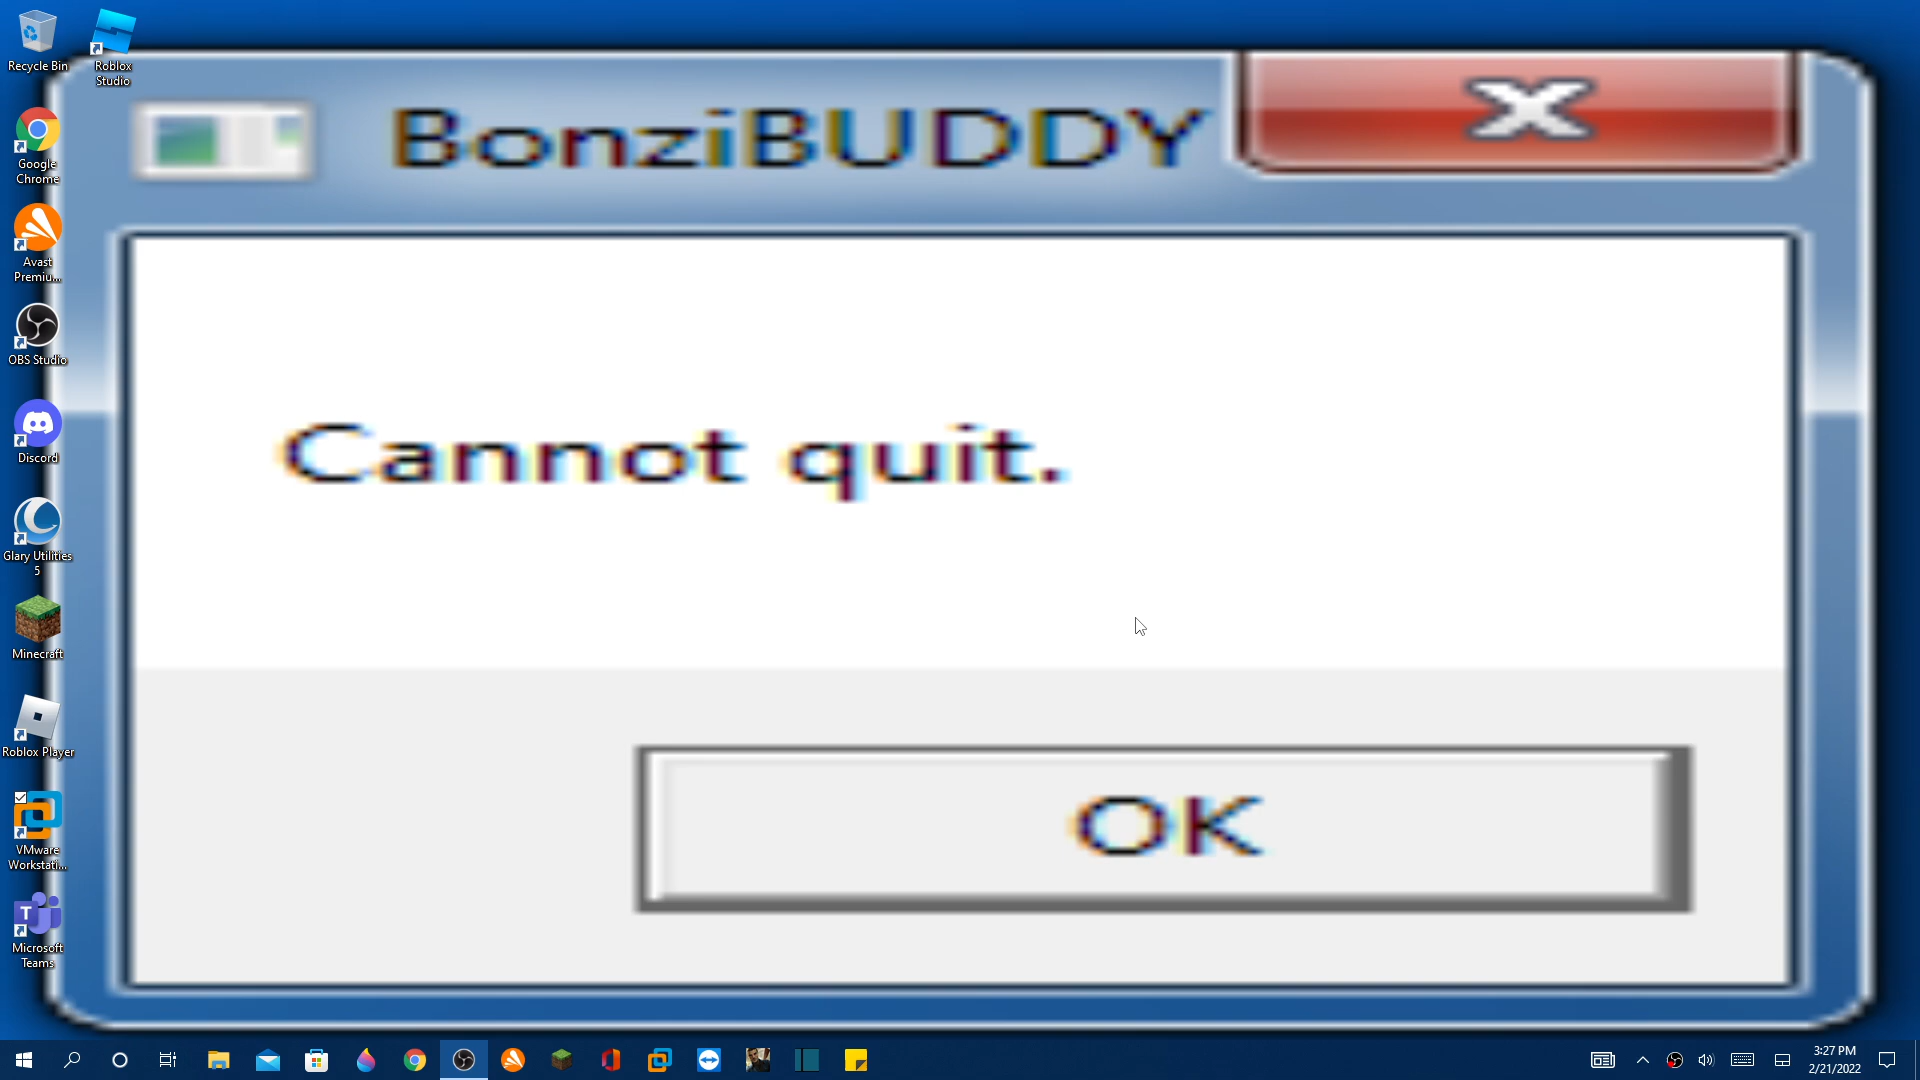 Recycle Bin
Roblox
Studio
Google
Chrome
Avast
Premiu...
OBS Studio
Discord
Glary Utilities
5
Minecraft
Roblox Player
VMware
Workstati...
T
Microsoft
Teams
BonziBUDDY
Cannot quit.
OK
3:27 PM
2/21/2022